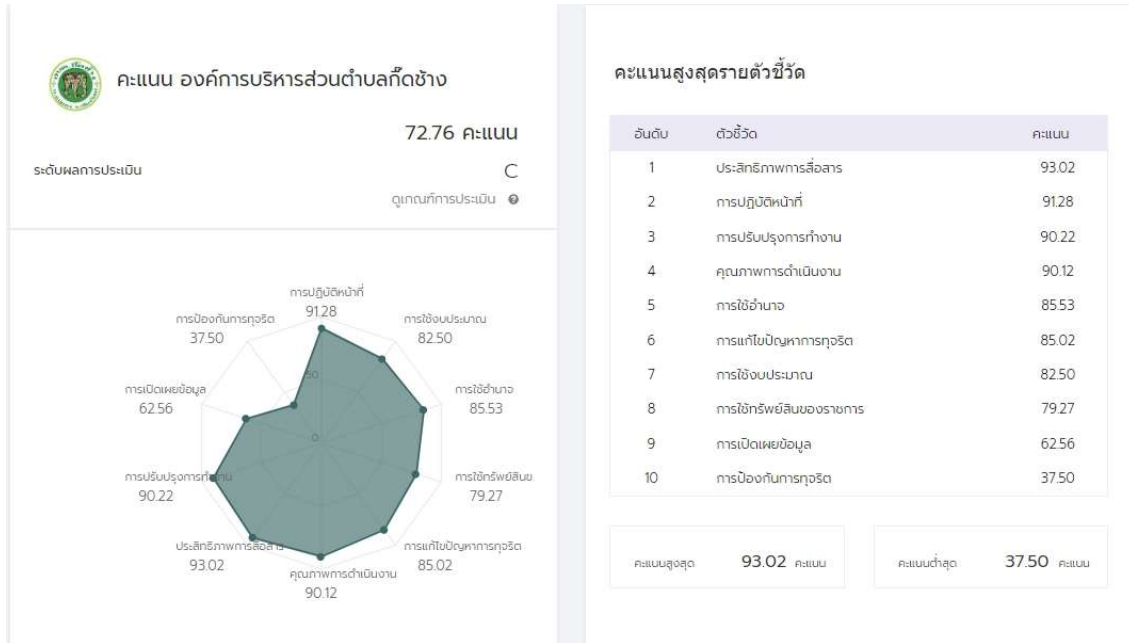 คะแนน องค์การบริหารส่วนตำบลกี้ดช้าง
72.76 คะแนน
ระดับผลการประเมิน
C
ดูเกณฑ์การประเมิน
การปฏิบัติหน้าที่
91.28
การใช้งบประมาณ
82.50
การใช้อำนาจ
85.53
การใช้ทรัพย์สินข
79.27
การแก้ไขปัญหาการทุจริต
85.02
คุณภาพการดำเนินงาน
90.12
ประสิทธิภาพการสื่อสาร
93.02
การปรับปรุงการทำงาน
90.22
การเปิดเผยข้อมูล
62.56
การป้องกันการทุจริต
37.50
50
0
คะแนนสูงสุดรายตัวชี้วัด
อันดับ ตัวชี้วัด คะแนน
1 ประสิทธิภาพการสื่อสาร 93.02
2 การปฏิบัติหน้าที่ 91.28
3 การปรับปรุงการทำงาน 90.22
4 คุณภาพการดำเนินงาน 90.12
5 การใช้อำนาจ 85.53
6 การแก้ไขปัญหาการทุจริต 85.02
7 การใช้งบประมาณ 82.50
8 การใช้ทรัพย์สินของราชการ 79.27
9 การเปิดเผยข้อมูล 62.56
10 การป้องกันการทุจริต 37.50
คะแนนสูงสุด 93.02 คะแนน
คะแนนต่ำสุด 37.50 คะแนน